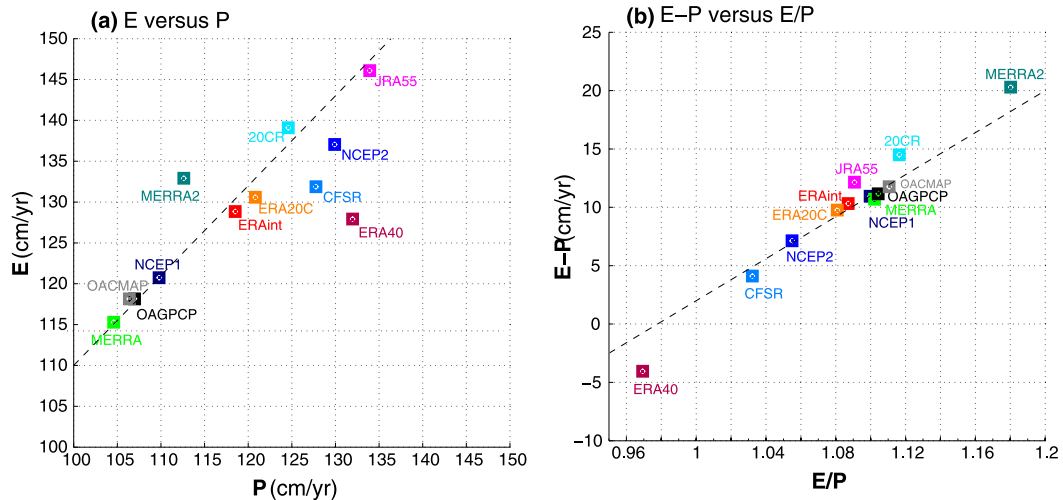 (a) E versus P
150
145
140
135
130
125
120
115
110
105
100
E (cm/yr)
100 105 110 115 120 125 130 135 140 145 150
P (cm/yr)
JRA55
20CR
NCEP2
MERRA2
CFSR
ERA20C
ERAint
ERA40
NCEP1
OACMAP
OAGPCP
MERRA
(b) E−P versus E/P
25
20
15
10
5
0
−5
−10
E−P (cm/yr)
0.96 1 1.04 1.08 1.12 1.16 1.2
E/P
MERRA2
20CR
JRA55
OACMAP
ERAint
OAGPCP
ERA20C
MERRA
NCEP1
NCEP2
CFSR
ERA40